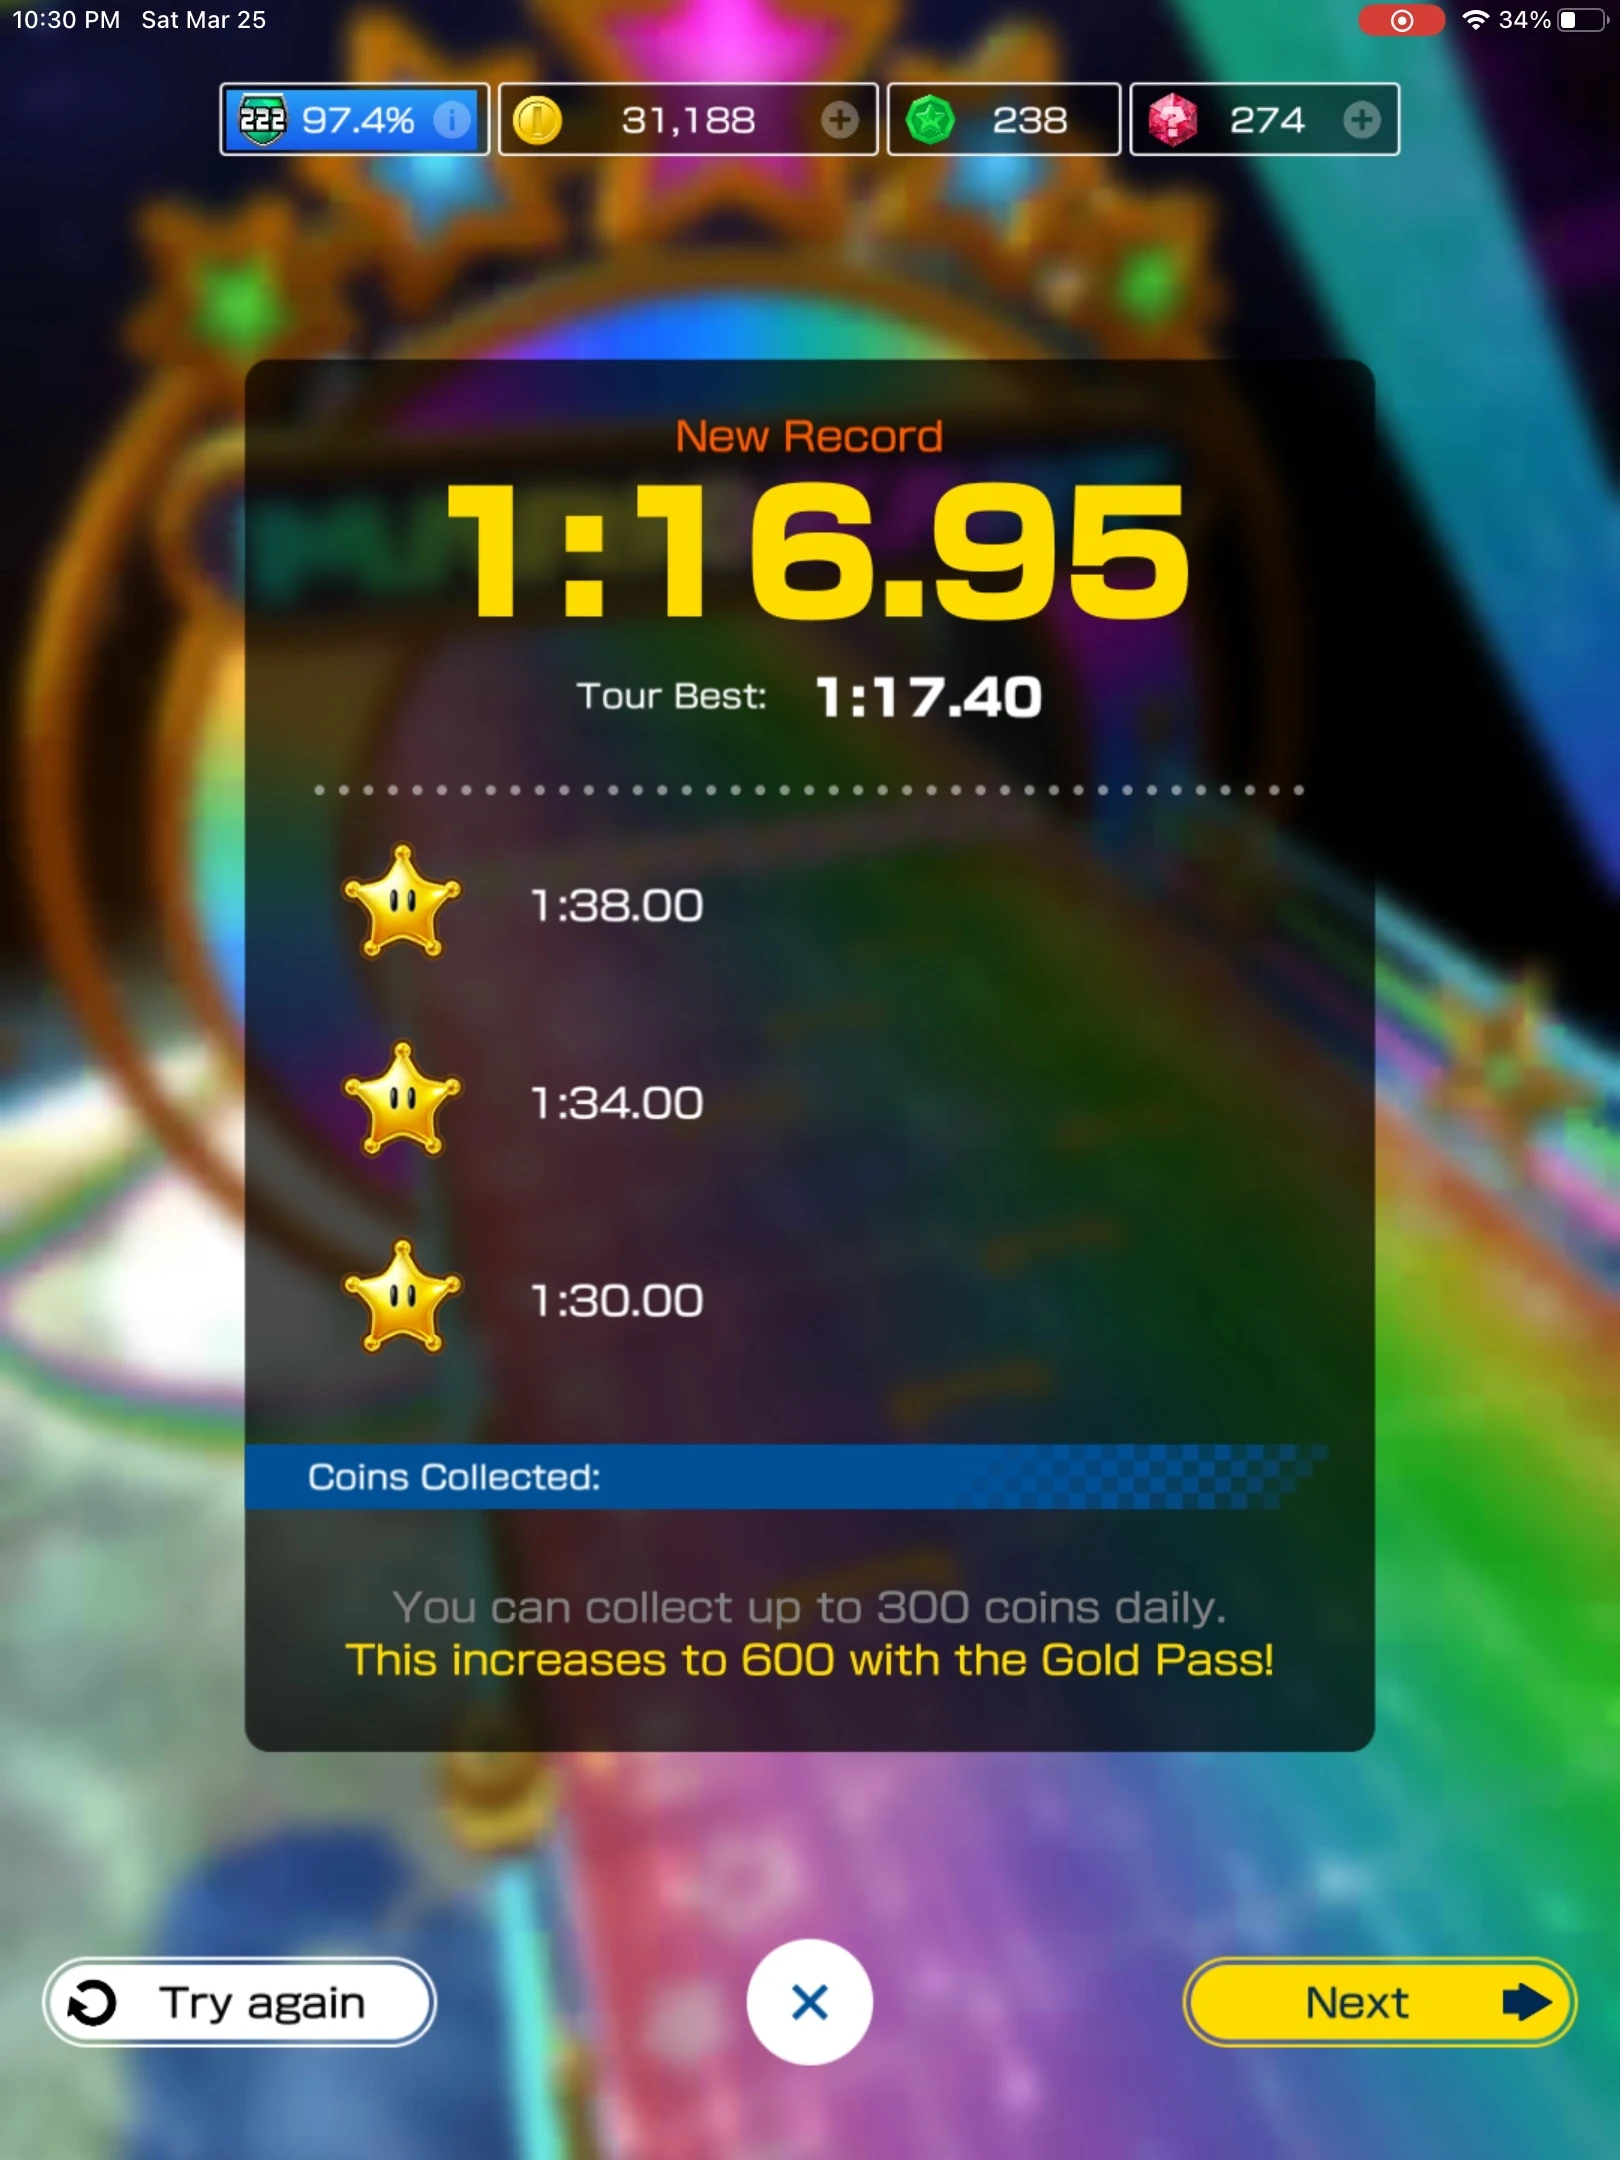 10:30 PM Sat Mar 25 34%
222 97.4% i 31,188 + 238 ? 274 +
New Record
1:16.95
Tour Best: 1:17.40
1:38.00
1:34.00
1:30.00
Coins Collected:
You can collect up to 300 coins daily.
This increases to 600 with the Gold Pass!
Try again × Next